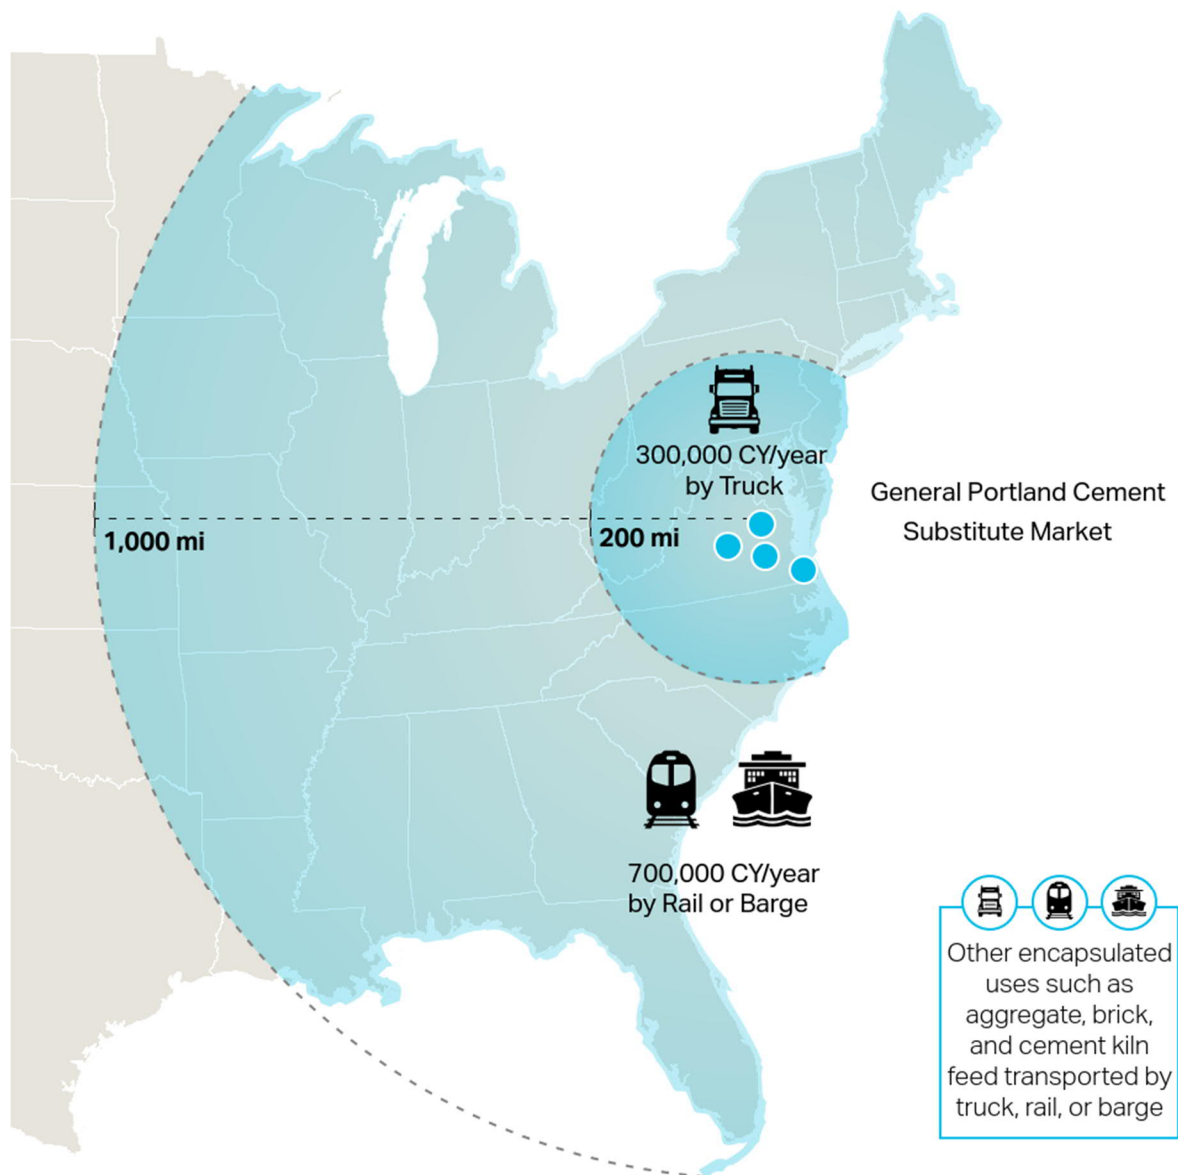 300,000 CY/year
by Truck
General Portland Cement
Substitute Market
1,000 mi
200 mi
700,000 CY/year
by Rail or Barge
Other encapsulated
uses such as
aggregate, brick,
and cement kiln
feed transported by
truck, rail, or barge